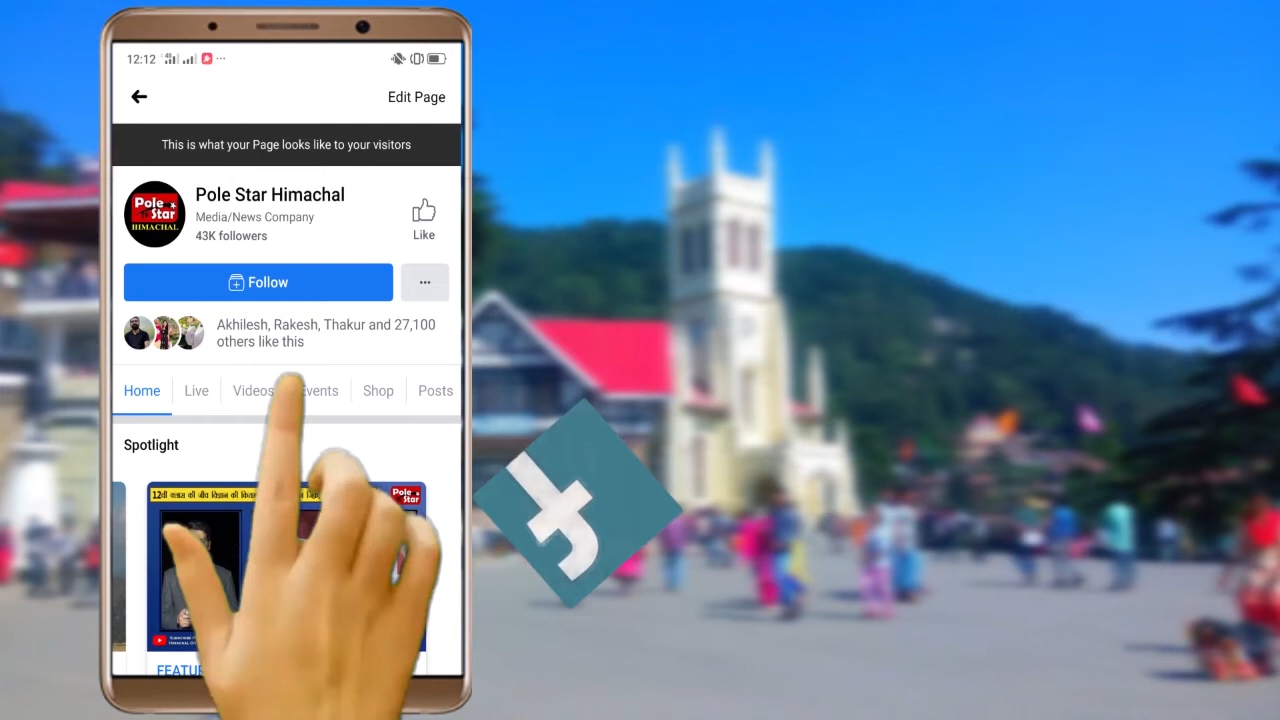 12:12
Edit Page
This is what your Page looks like to your visitors
Pole Star HIMACHAL
Pole Star Himachal
Media/News Company
43K followers
Like
Follow
Akhilesh, Rakesh, Thakur and 27,100
others like this
Home Live Videos Events Shop Posts
Spotlight
12वी क्लास की जीव विज्ञान की
Pole
Star
FEATU
f